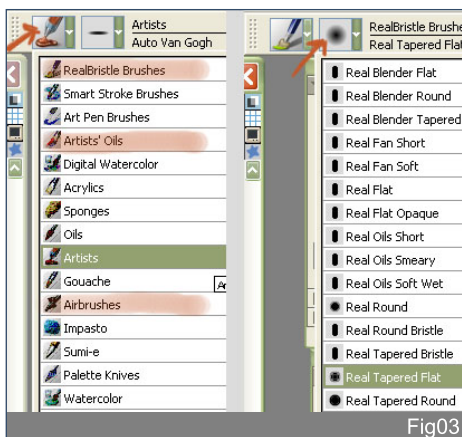 Artists
Auto Van Gogh
RealBristle Brushes
Smart Stroke Brushes
Art Pen Brushes
Artists' Oils
Digital Watercolor
Acrylics
Sponges
Oils
Artists
Gouache
Airbrushes
Impasto
Sumi-e
Palette Knives
Watercolor
RealBristle Brushe
Real Tapered Flat
Real Blender Flat
Real Blender Round
Real Blender Tapered
Real Fan Short
Real Fan Soft
Real Flat
Real Flat Opaque
Real Oils Short
Real Oils Smeary
Real Oils Soft Wet
Real Round
Real Round Bristle
Real Tapered Bristle
Real Tapered Flat
Real Tapered Round
Fig03